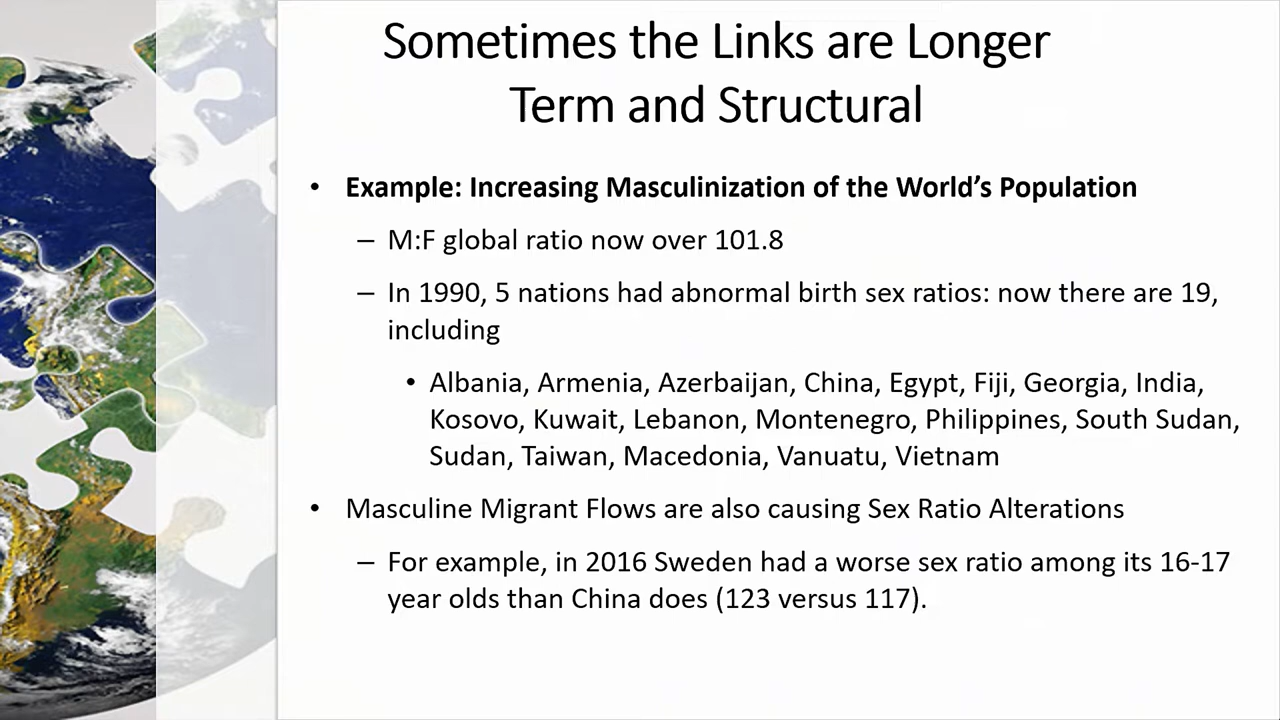 Sometimes the Links are Longer
Term and Structural
• Example: Increasing Masculinization of the World’s Population
– M:F global ratio now over 101.8
– In 1990, 5 nations had abnormal birth sex ratios: now there are 19,
including
• Albania, Armenia, Azerbaijan, China, Egypt, Fiji, Georgia, India,
Kosovo, Kuwait, Lebanon, Montenegro, Philippines, South Sudan,
Sudan, Taiwan, Macedonia, Vanuatu, Vietnam
• Masculine Migrant Flows are also causing Sex Ratio Alterations
– For example, in 2016 Sweden had a worse sex ratio among its 16-17
year olds than China does (123 versus 117).